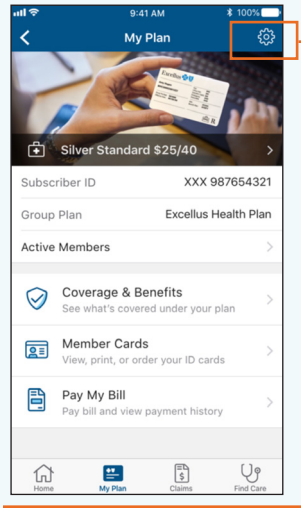 9:41 AM
100%
My Plan
Excellus
Silver Standard $25/40
Subscriber ID XXX 987654321
Group Plan Excellus Health Plan
Active Members
Coverage & Benefits
See what's covered under your plan
Member Cards
View, print, or order your ID cards
Pay My Bill
Pay bill and view payment history
Home My Plan Claims Find Care